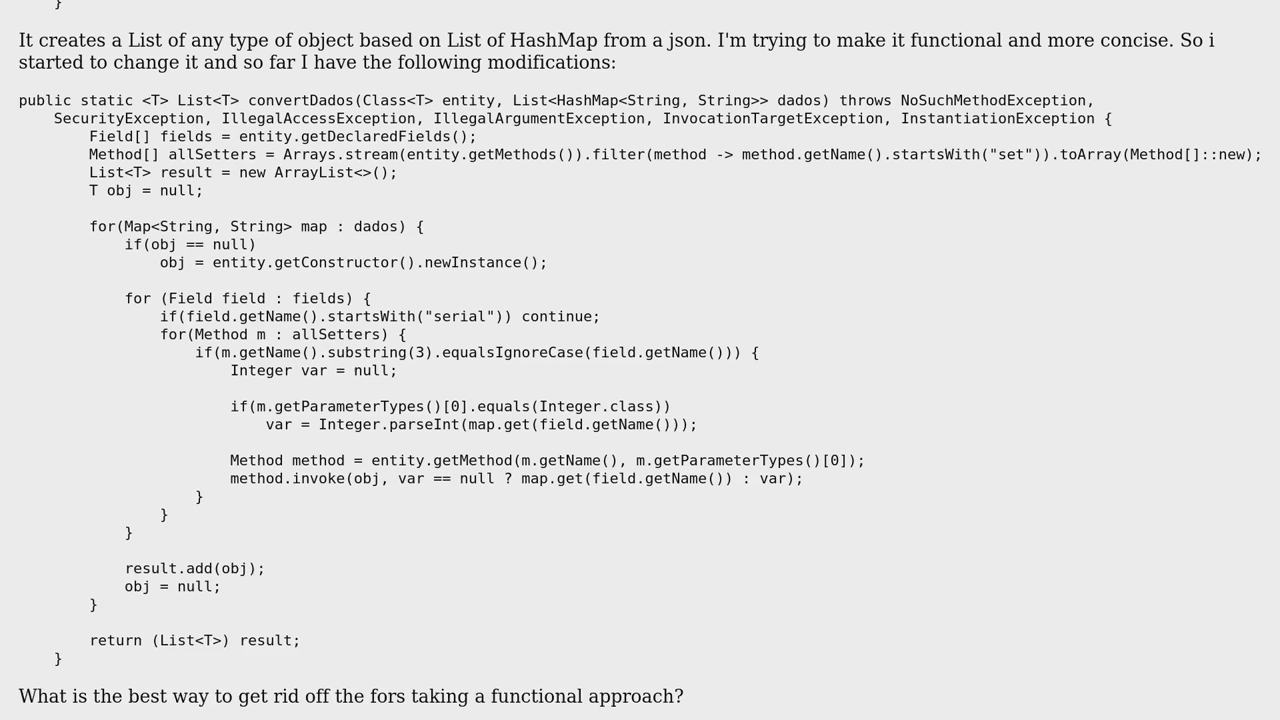 }
It creates a List of any type of object based on List of HashMap from a json. I'm trying to make it functional and more concise. So i
started to change it and so far I have the following modifications:
public static <T> List<T> convertDados(Class<T> entity, List<HashMap<String, String>> dados) throws NoSuchMethodException,
    SecurityException, IllegalAccessException, IllegalArgumentException, InvocationTargetException, InstantiationException {
        Field[] fields = entity.getDeclaredFields();
        Method[] allSetters = Arrays.stream(entity.getMethods()).filter(method -> method.getName().startsWith("set")).toArray(Method[]::new);
        List<T> result = new ArrayList<>();
        T obj = null;

        for(Map<String, String> map : dados) {
            if(obj == null)
                obj = entity.getConstructor().newInstance();

            for (Field field : fields) {
                if(field.getName().startsWith("serial")) continue;
                for(Method m : allSetters) {
                    if(m.getName().substring(3).equalsIgnoreCase(field.getName())) {
                        Integer var = null;

                        if(m.getParameterTypes()[0].equals(Integer.class))
                            var = Integer.parseInt(map.get(field.getName()));

                        Method method = entity.getMethod(m.getName(), m.getParameterTypes()[0]);
                        method.invoke(obj, var == null ? map.get(field.getName()) : var);
                    }
                }
            }

            result.add(obj);
            obj = null;
        }

        return (List<T>) result;
    }
What is the best way to get rid off the fors taking a functional approach?